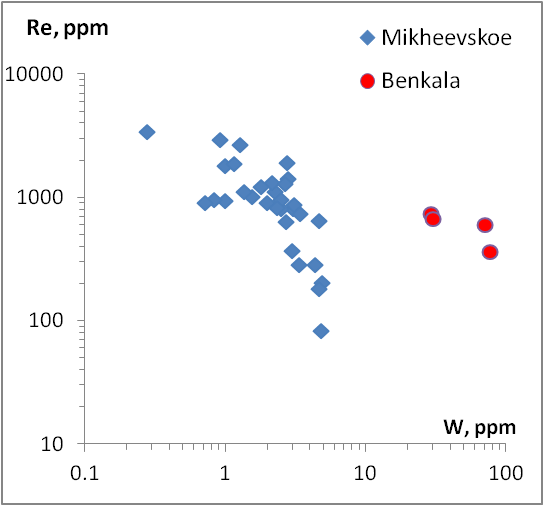 Re, ppm
Mikheevskoe
Benkala
10000
1000
100
10
W, ppm
0.1 1 10 100